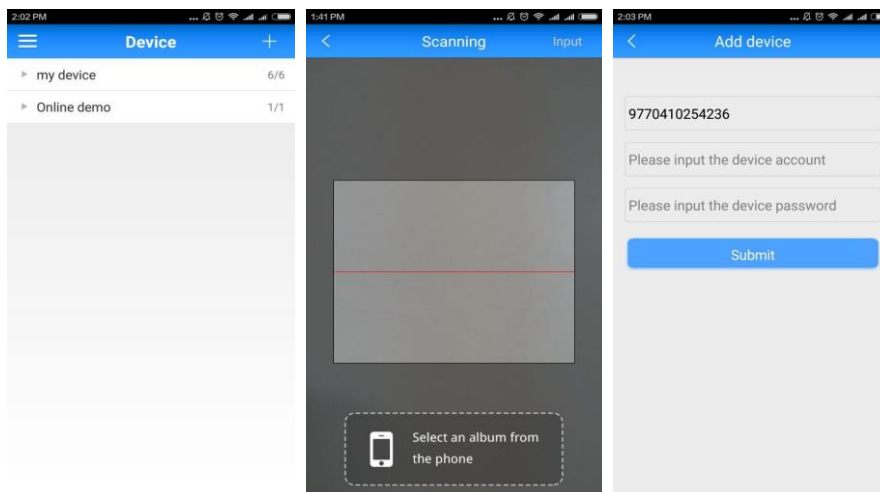 2:02 PM
Device
my device 6/6
Online demo 1/1
1:41 PM
Scanning Input
Select an album from
the phone
2:03 PM
Add device
9770410254236
Please input the device account
Please input the device password
Submit